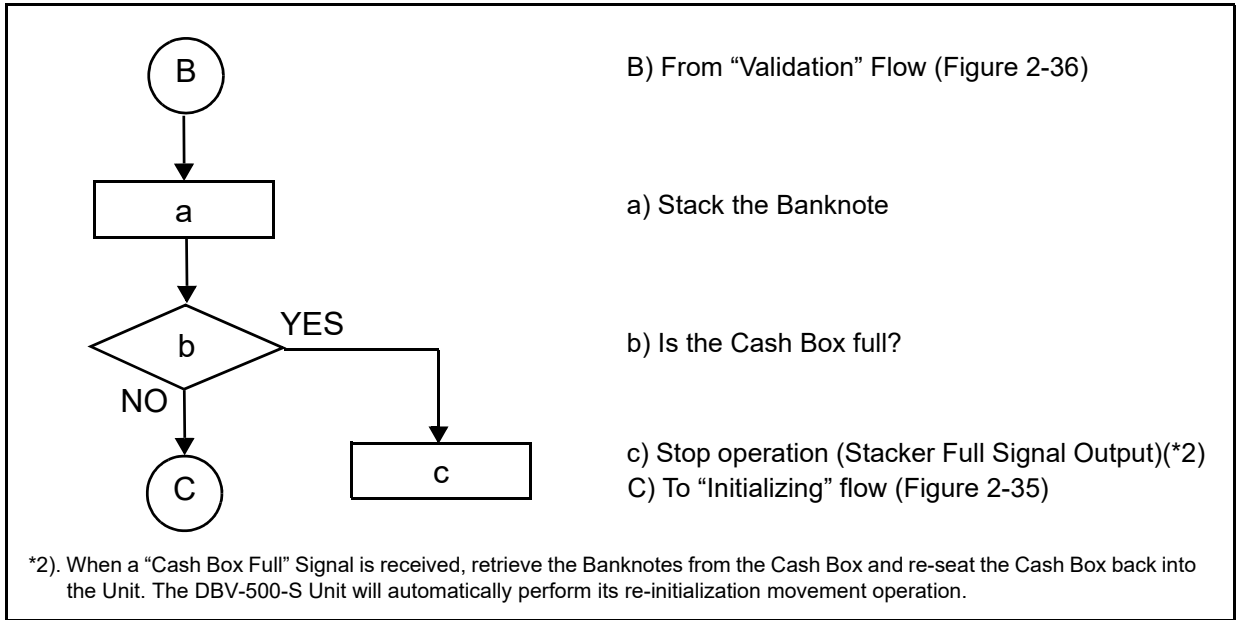 B
B) From “Validation” Flow (Figure 2-36)
a
a) Stack the Banknote
YES
b
b) Is the Cash Box full?
NO
c
c) Stop operation (Stacker Full Signal Output)(*2)
C
C) To “Initializing” flow (Figure 2-35)
*2). When a “Cash Box Full” Signal is received, retrieve the Banknotes from the Cash Box and re-seat the Cash Box back into
the Unit. The DBV-500-S Unit will automatically perform its re-initialization movement operation.